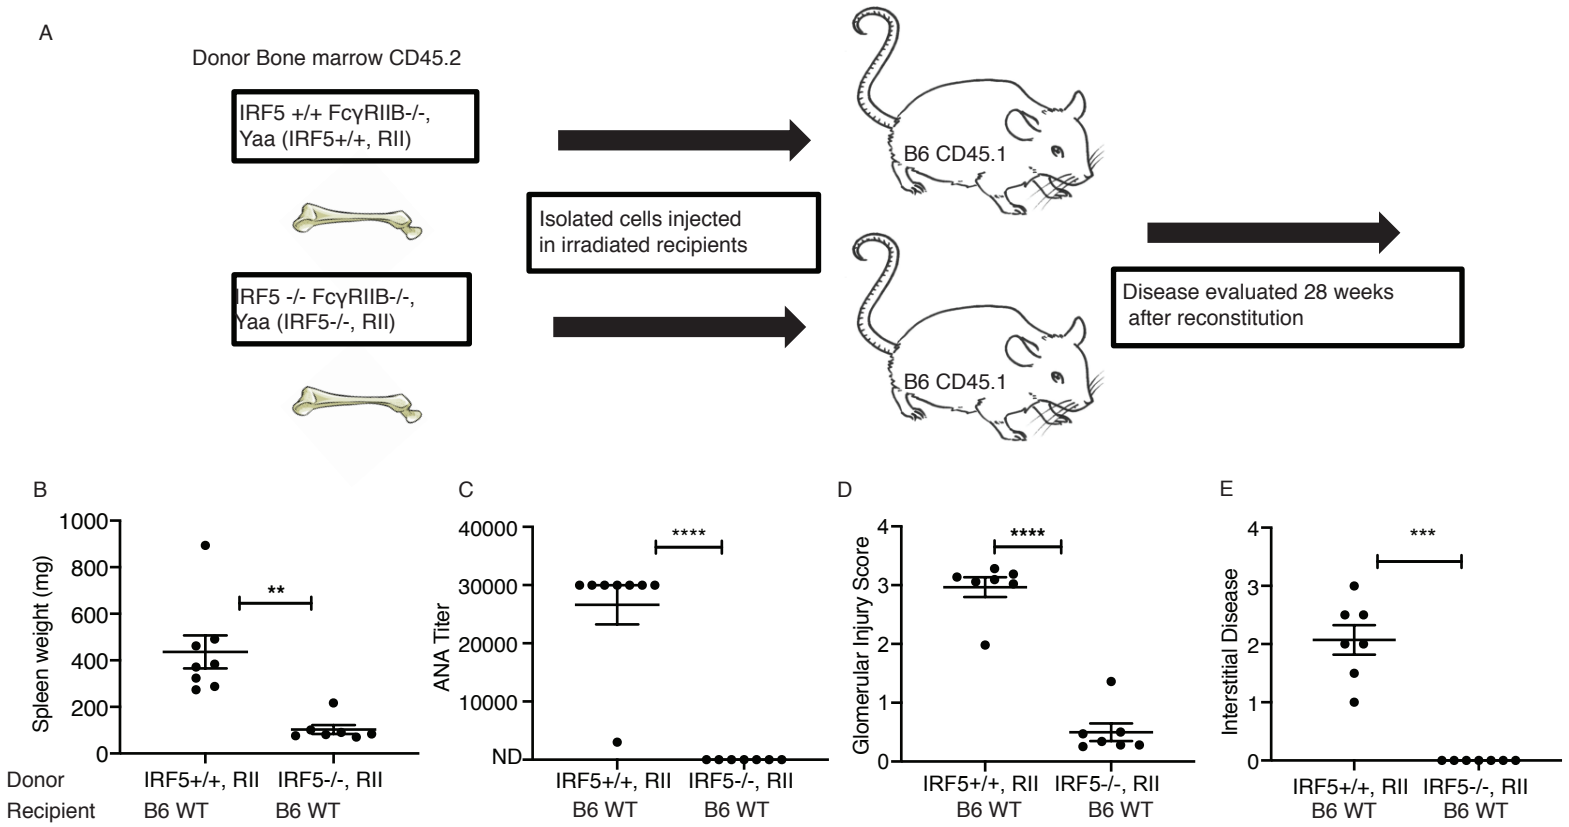 A
Donor Bone marrow CD45.2
IRF5 +/+ FcγRIIB-/-,
Yaa (IRF5+/+, RII)
B6 CD45.1
Isolated cells injected
in irradiated recipients
IRF5 -/- FcγRIIB-/-,
Yaa (IRF5-/-, RII)
Disease evaluated 28 weeks
after reconstitution
B6 CD45.1
B
Spleen weight (mg)
1000
800
600
400
200
0
**
C
ANA Titer
40000
30000
20000
10000
ND
****
D
Glomerular Injury Score
4
3
2
1
0
****
E
Interstitial Disease
4
3
2
1
0
***
Donor IRF5+/+, RII IRF5-/-, RII IRF5+/+, RII IRF5-/-, RII IRF5+/+, RII IRF5-/-, RII IRF5+/+, RII IRF5-/-, RII
Recipient B6 WT B6 WT B6 WT B6 WT B6 WT B6 WT B6 WT B6 WT